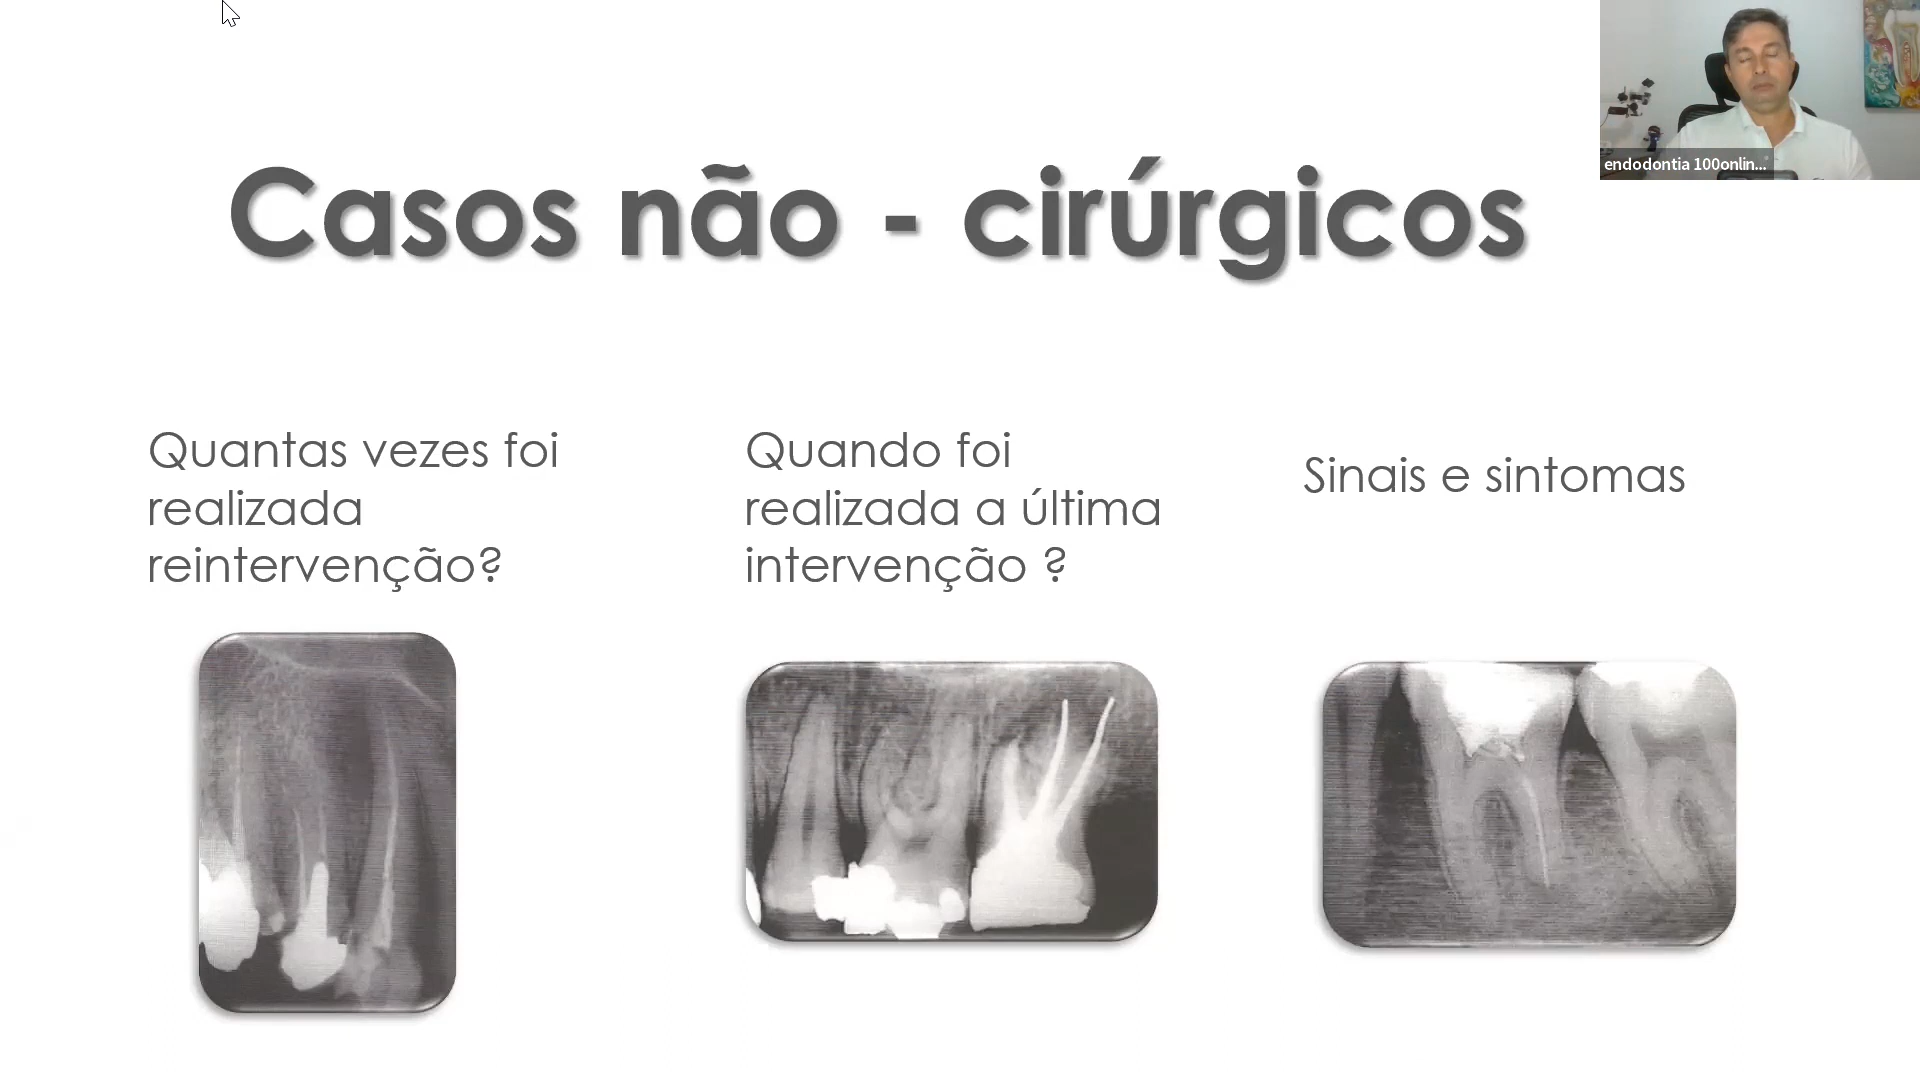 endodontia 100onlin...
Casos não - cirúrgicos
Quantas vezes foi
realizada
reintervenção?
Quando foi
realizada a última
intervenção ?
Sinais e sintomas